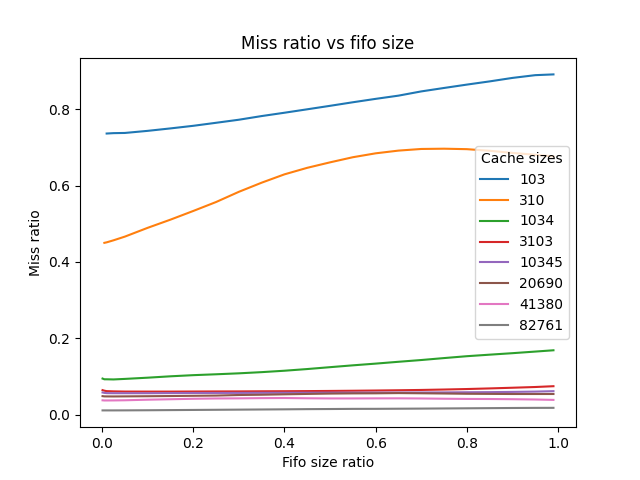 Miss ratio vs fifo size
Miss ratio
0.8
0.6
0.4
0.2
0.0
Cache sizes
103
310
1034
3103
10345
20690
41380
82761
0.0 0.2 0.4 0.6 0.8 1.0
Fifo size ratio